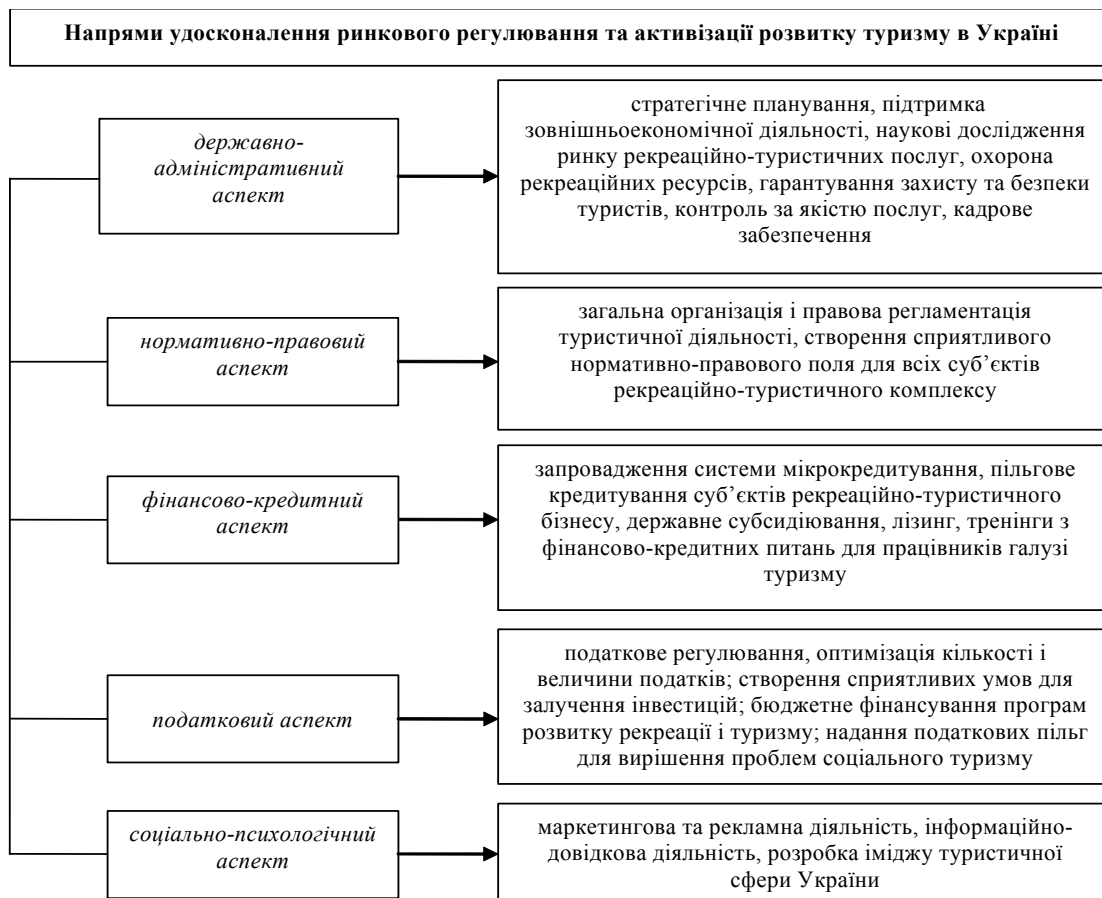 Напрями удосконалення ринкового регулювання та активізації розвитку туризму в Україні
державно-
адміністративний
аспект
стратегічне планування, підтримка
зовнішньоекономічної діяльності, наукові дослідження
ринку рекреаційно-туристичних послуг, охорона
рекреаційних ресурсів, гарантування захисту та безпеки
туристів, контроль за якістю послуг, кадрове
забезпечення
нормативно-правовий
аспект
загальна організація і правова регламентація
туристичної діяльності, створення сприятливого
нормативно-правового поля для всіх суб’єктів
рекреаційно-туристичного комплексу
фінансово-кредитний
аспект
запровадження системи мікрокредитування, пільгове
кредитування суб’єктів рекреаційно-туристичного
бізнесу, державне субсидіювання, лізинг, тренінги з
фінансово-кредитних питань для працівників галузі
туризму
податковий аспект
податкове регулювання, оптимізація кількості і
величини податків; створення сприятливих умов для
залучення інвестицій; бюджетне фінансування програм
розвитку рекреації і туризму; надання податкових пільг
для вирішення проблем соціального туризму
соціально-психологічний
аспект
маркетингова та рекламна діяльність, інформаційно-
довідкова діяльність, розробка іміджу туристичної
сфери України